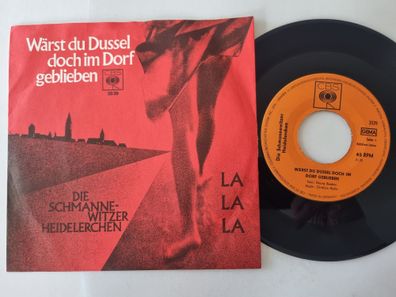 Wärst du Dussel
doch im Dorf
geblieben
CBS
3539
DIE
SCHMANNE-
WITZER
HEIDELERCHEN
LA
LA
LA
CBS
GEMA
45 RPM
WÄRST DU DUSSEL DOCH IM
DORF GEBLIEBEN